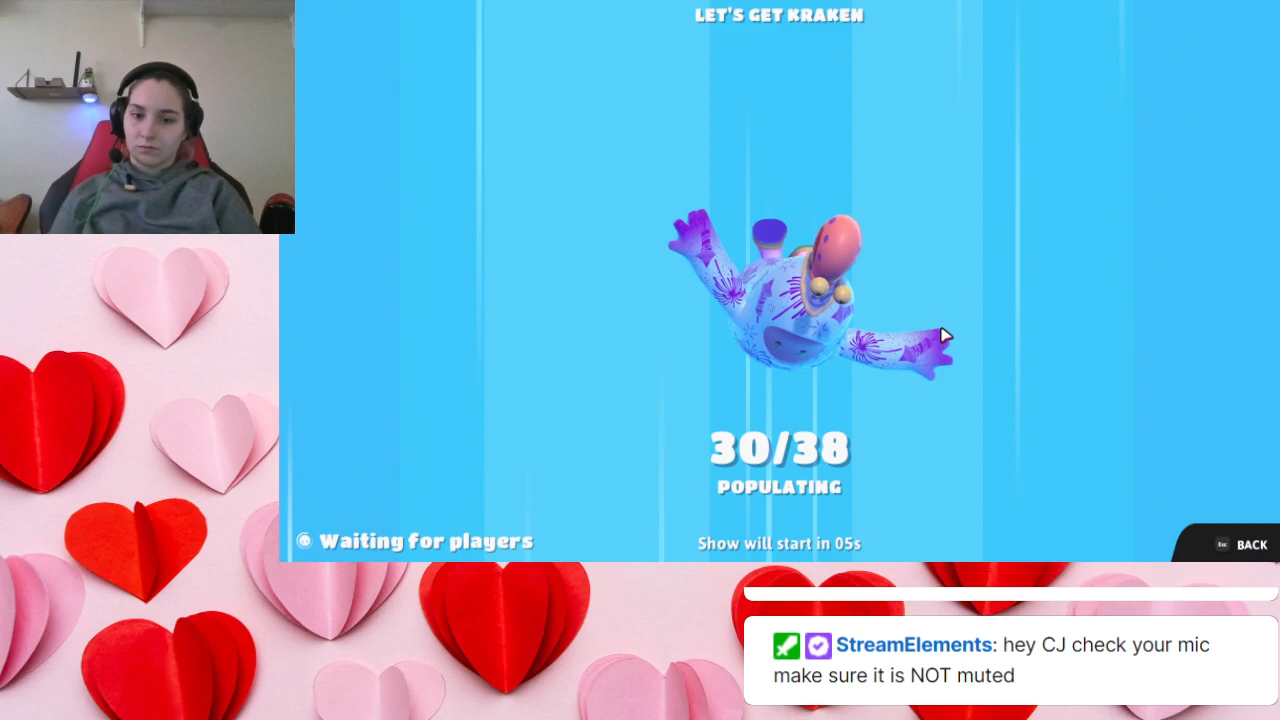 LET'S GET KRAKEN
30/38
POPULATING
Waiting for players
Show will start in 05s
Esc BACK
StreamElements: hey CJ check your mic
make sure it is NOT muted